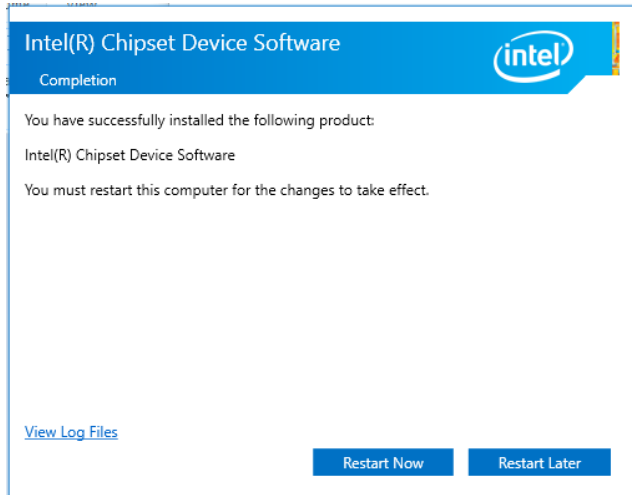 Intel(R) Chipset Device Software
intel
Completion
You have successfully installed the following product:
Intel(R) Chipset Device Software
You must restart this computer for the changes to take effect.
View Log Files
Restart Now Restart Later